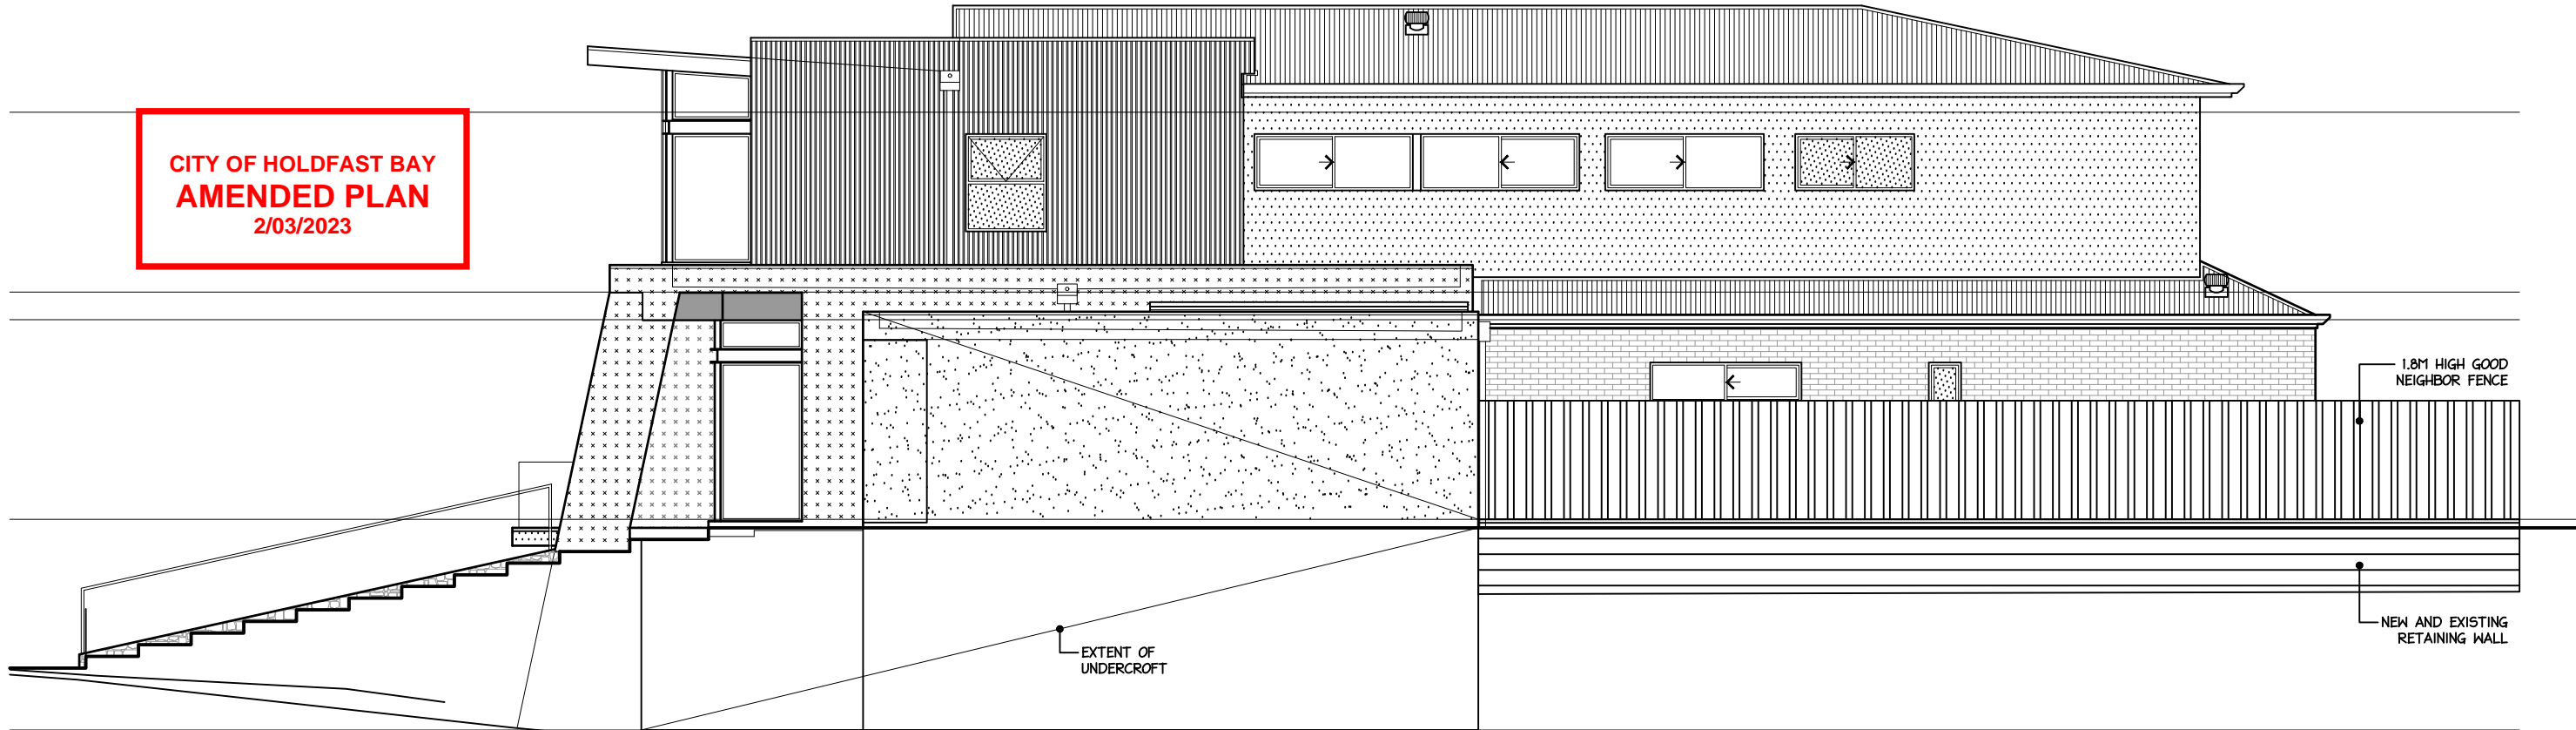 CITY OF HOLDFAST BAY
AMENDED PLAN
2/03/2023
1.8M HIGH GOOD
NEIGHBOR FENCE
EXTENT OF
UNDERCROFT
NEW AND EXISTING
RETAINING WALL